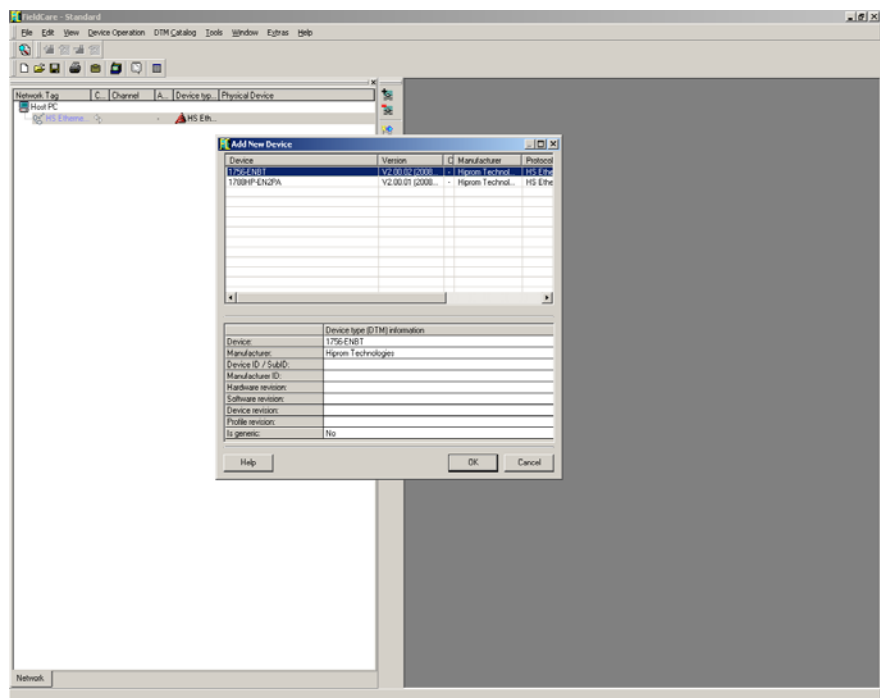 FieldCare - Standard
File Edit View Device Operation DTM Catalog Tools Window Extras Help
Network Tag C... Channel A... Device typ... Physical Device
Host PC
HS Etherne... - HS Eth...
Add New Device
Device Version Manufacturer Protocol
1756-ENBT V2.00.02 (2008... - Hiprom Technol... HS Ethe
1788HP-EN2PA V2.00.01 (2008... - Hiprom Technol... HS Ethe
Device type (DTM) information
Device: 1756-ENBT
Manufacturer: Hiprom Technologies
Device ID / SubID:
Manufacturer ID:
Hardware revision:
Software revision:
Device revision:
Profile revision:
Is generic: No
Help OK Cancel
Network